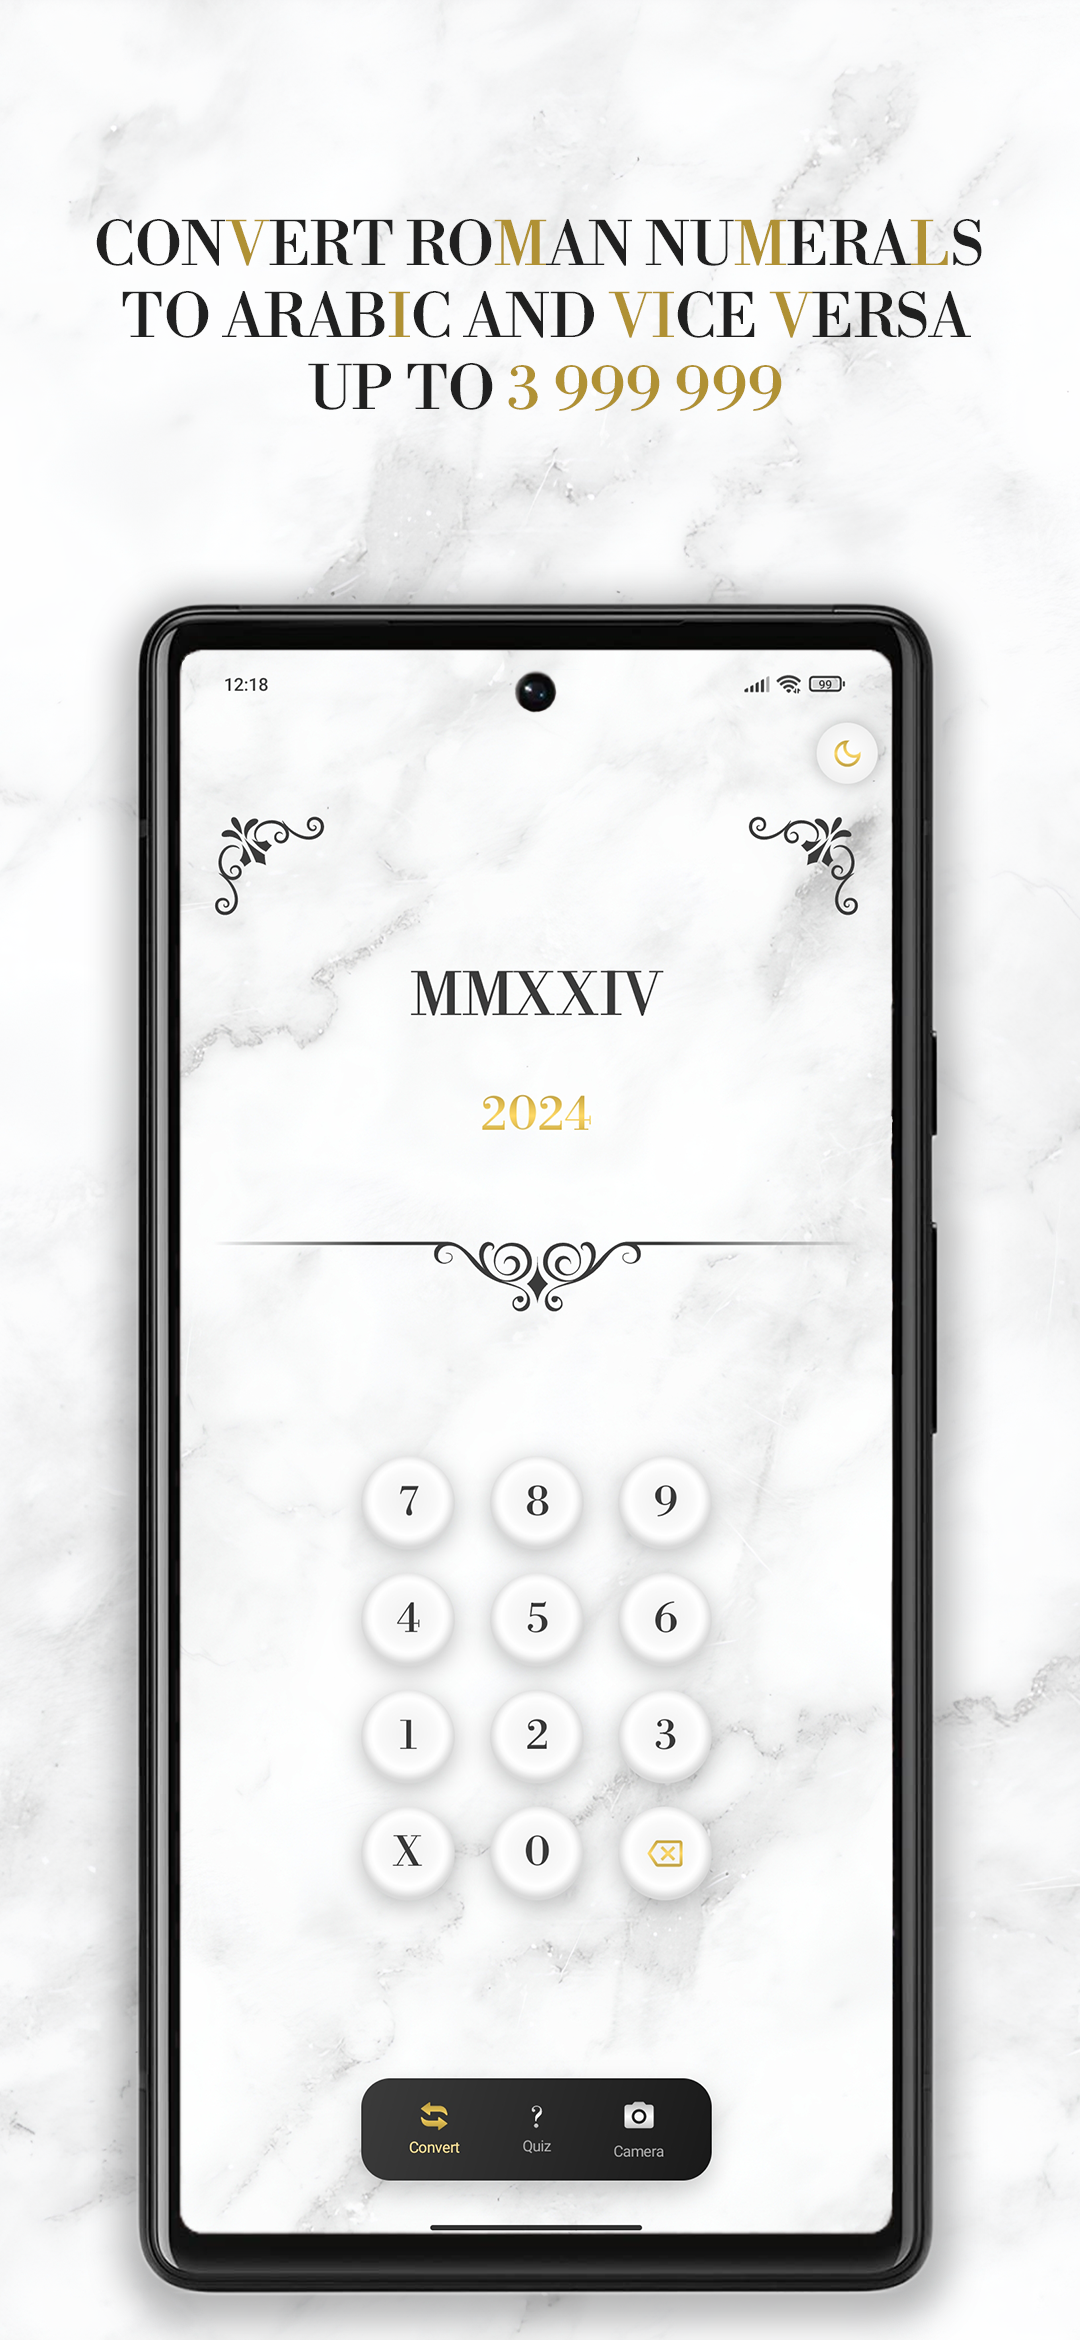 CONVERT ROMAN NUMERALS
TO ARABIC AND VICE VERSA
UP TO 3 999 999
12:18
99
MMXXIV
2024
7 8 9
4 5 6
1 2 3
X 0
Convert ? Quiz Camera